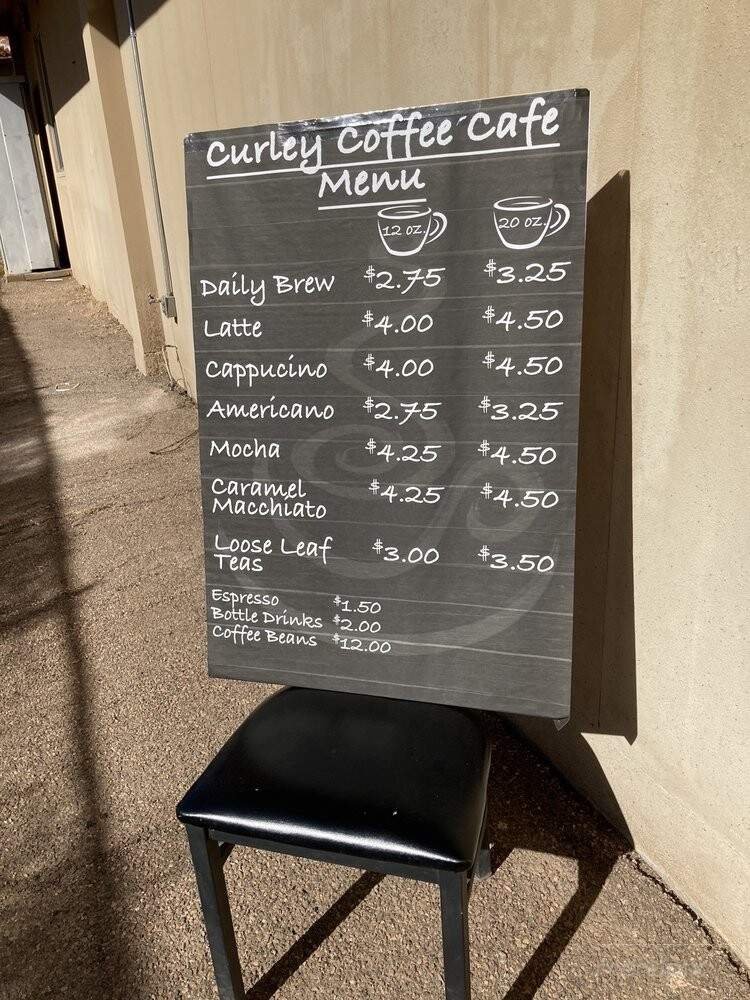 Curley Coffee Cafe
Menu
12 oz. 20 oz.
Daily Brew $2.75 $3.25
Latte $4.00 $4.50
Cappucino $4.00 $4.50
Americano $2.75 $3.25
Mocha $4.25 $4.50
Caramel
Macchiato $4.25 $4.50
Loose Leaf
Teas $3.00 $3.50
Espresso $1.50
Bottle Drinks $2.00
Coffee Beans $12.00